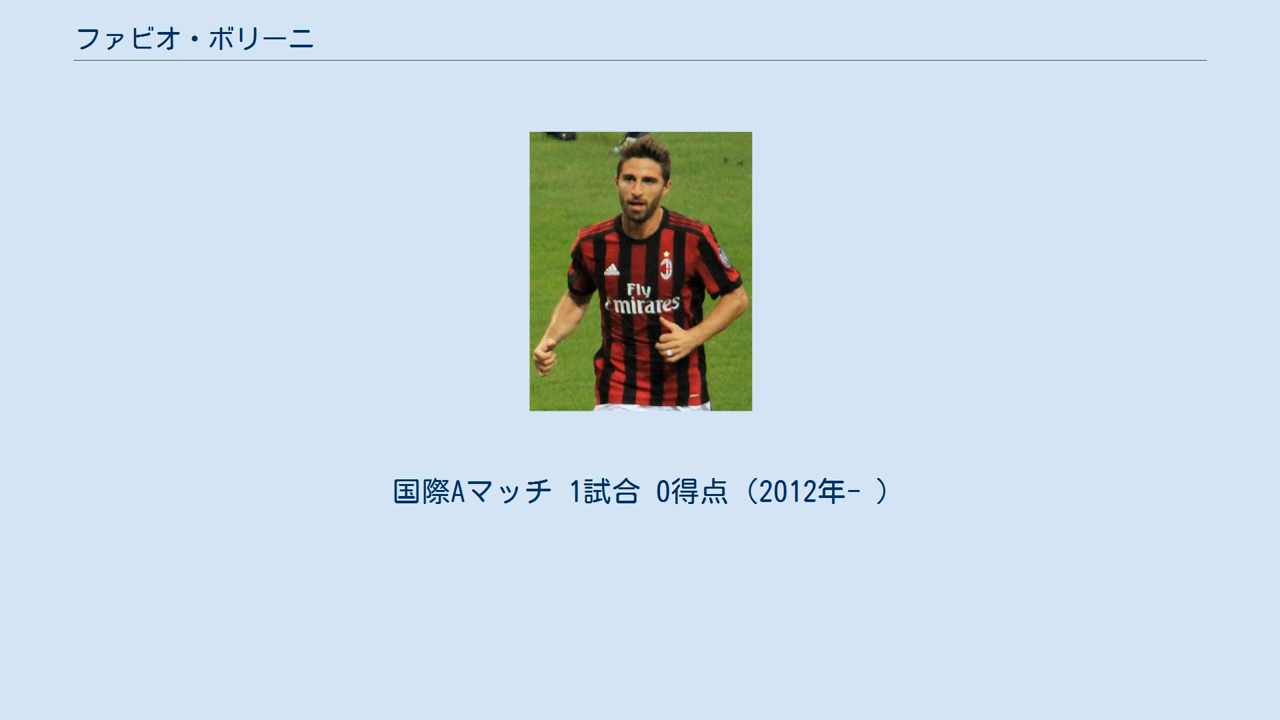 ファビオ・ボリーニ
Fly
Emirates
国際Aマッチ 1試合 0得点（2012年- ）